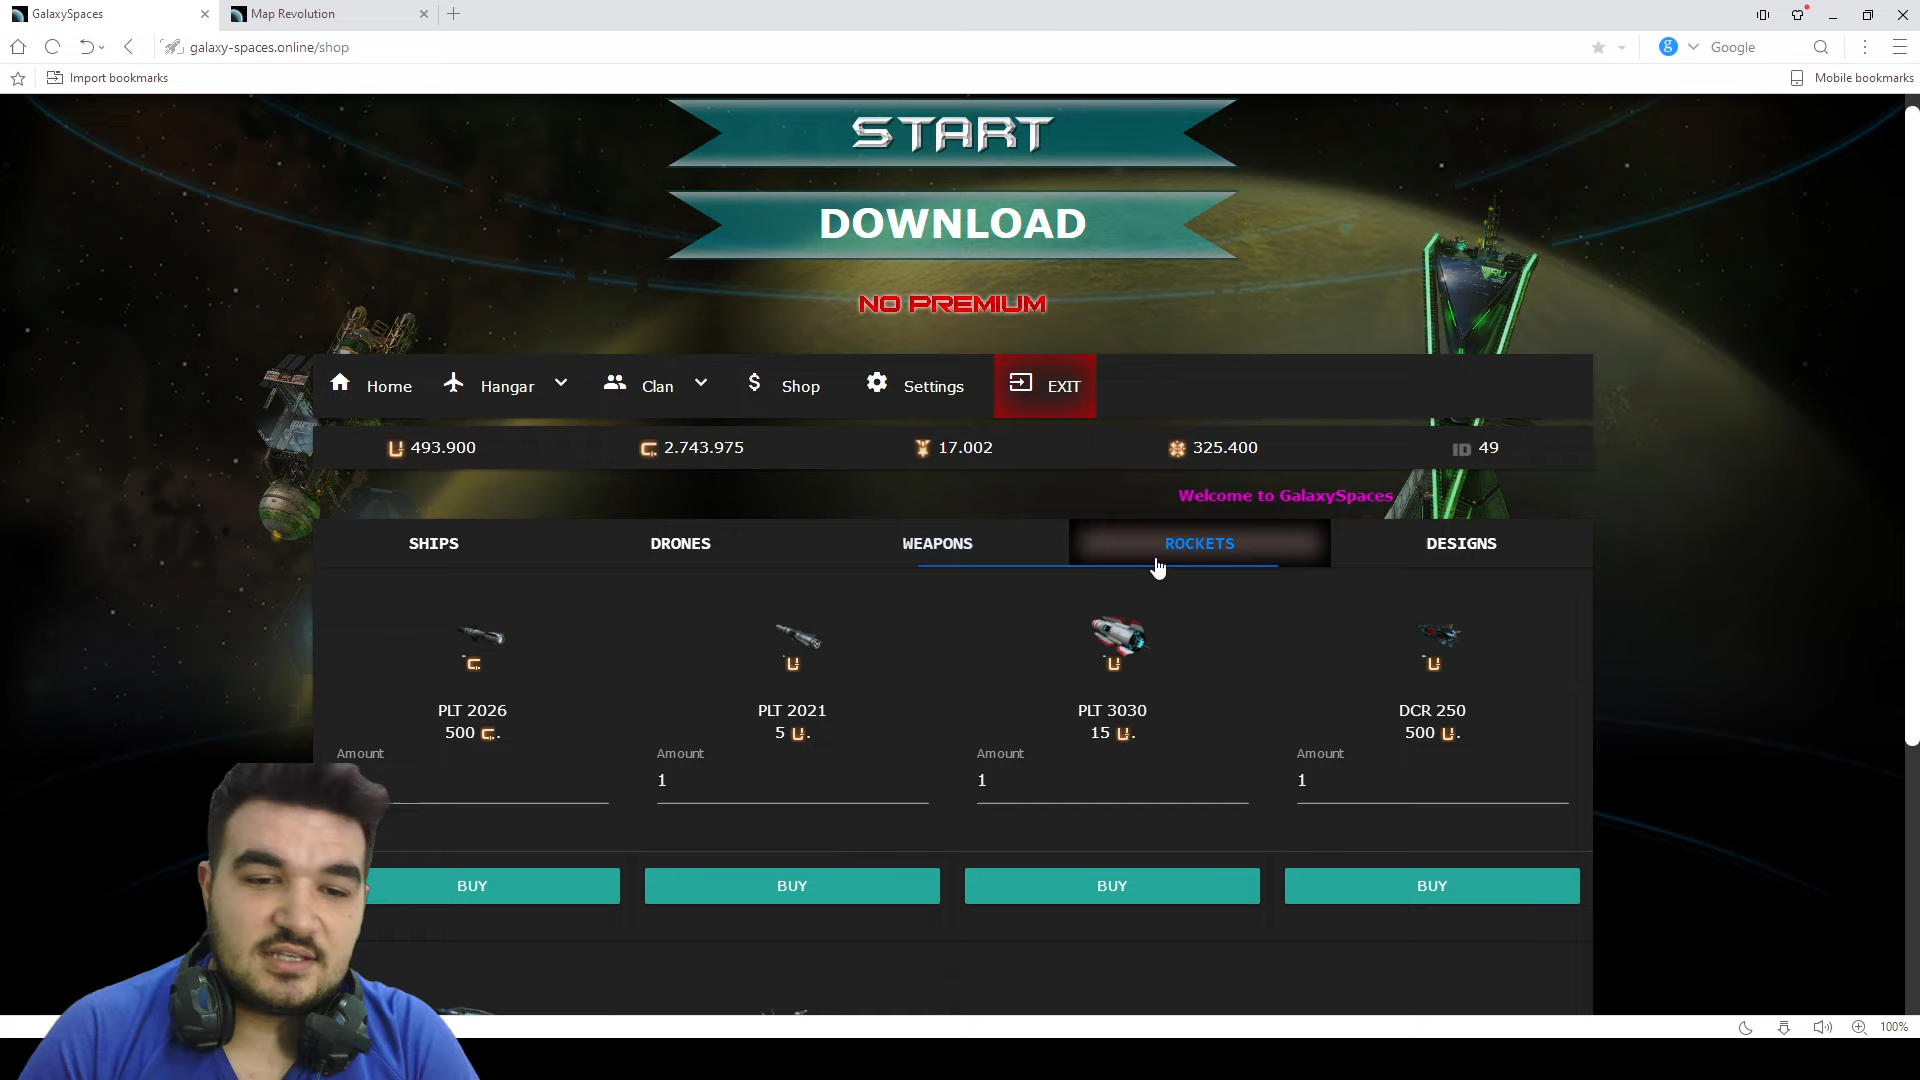 GalaxySpaces
Map Revolution
galaxy-spaces.online/shop
Google
Import bookmarks
Mobile bookmarks
START
DOWNLOAD
NO PREMIUM
Home
Hangar
Clan
Shop
Settings
EXIT
493.900
2.743.975
17.002
325.400
ID 49
Welcome to GalaxySpaces
SHIPS
DRONES
WEAPONS
ROCKETS
DESIGNS
PLT 2026
500 C.
Amount
BUY
PLT 2021
5 U.
Amount
1
BUY
PLT 3030
15 U.
Amount
1
BUY
DCR 250
500 U.
Amount
1
BUY
100%